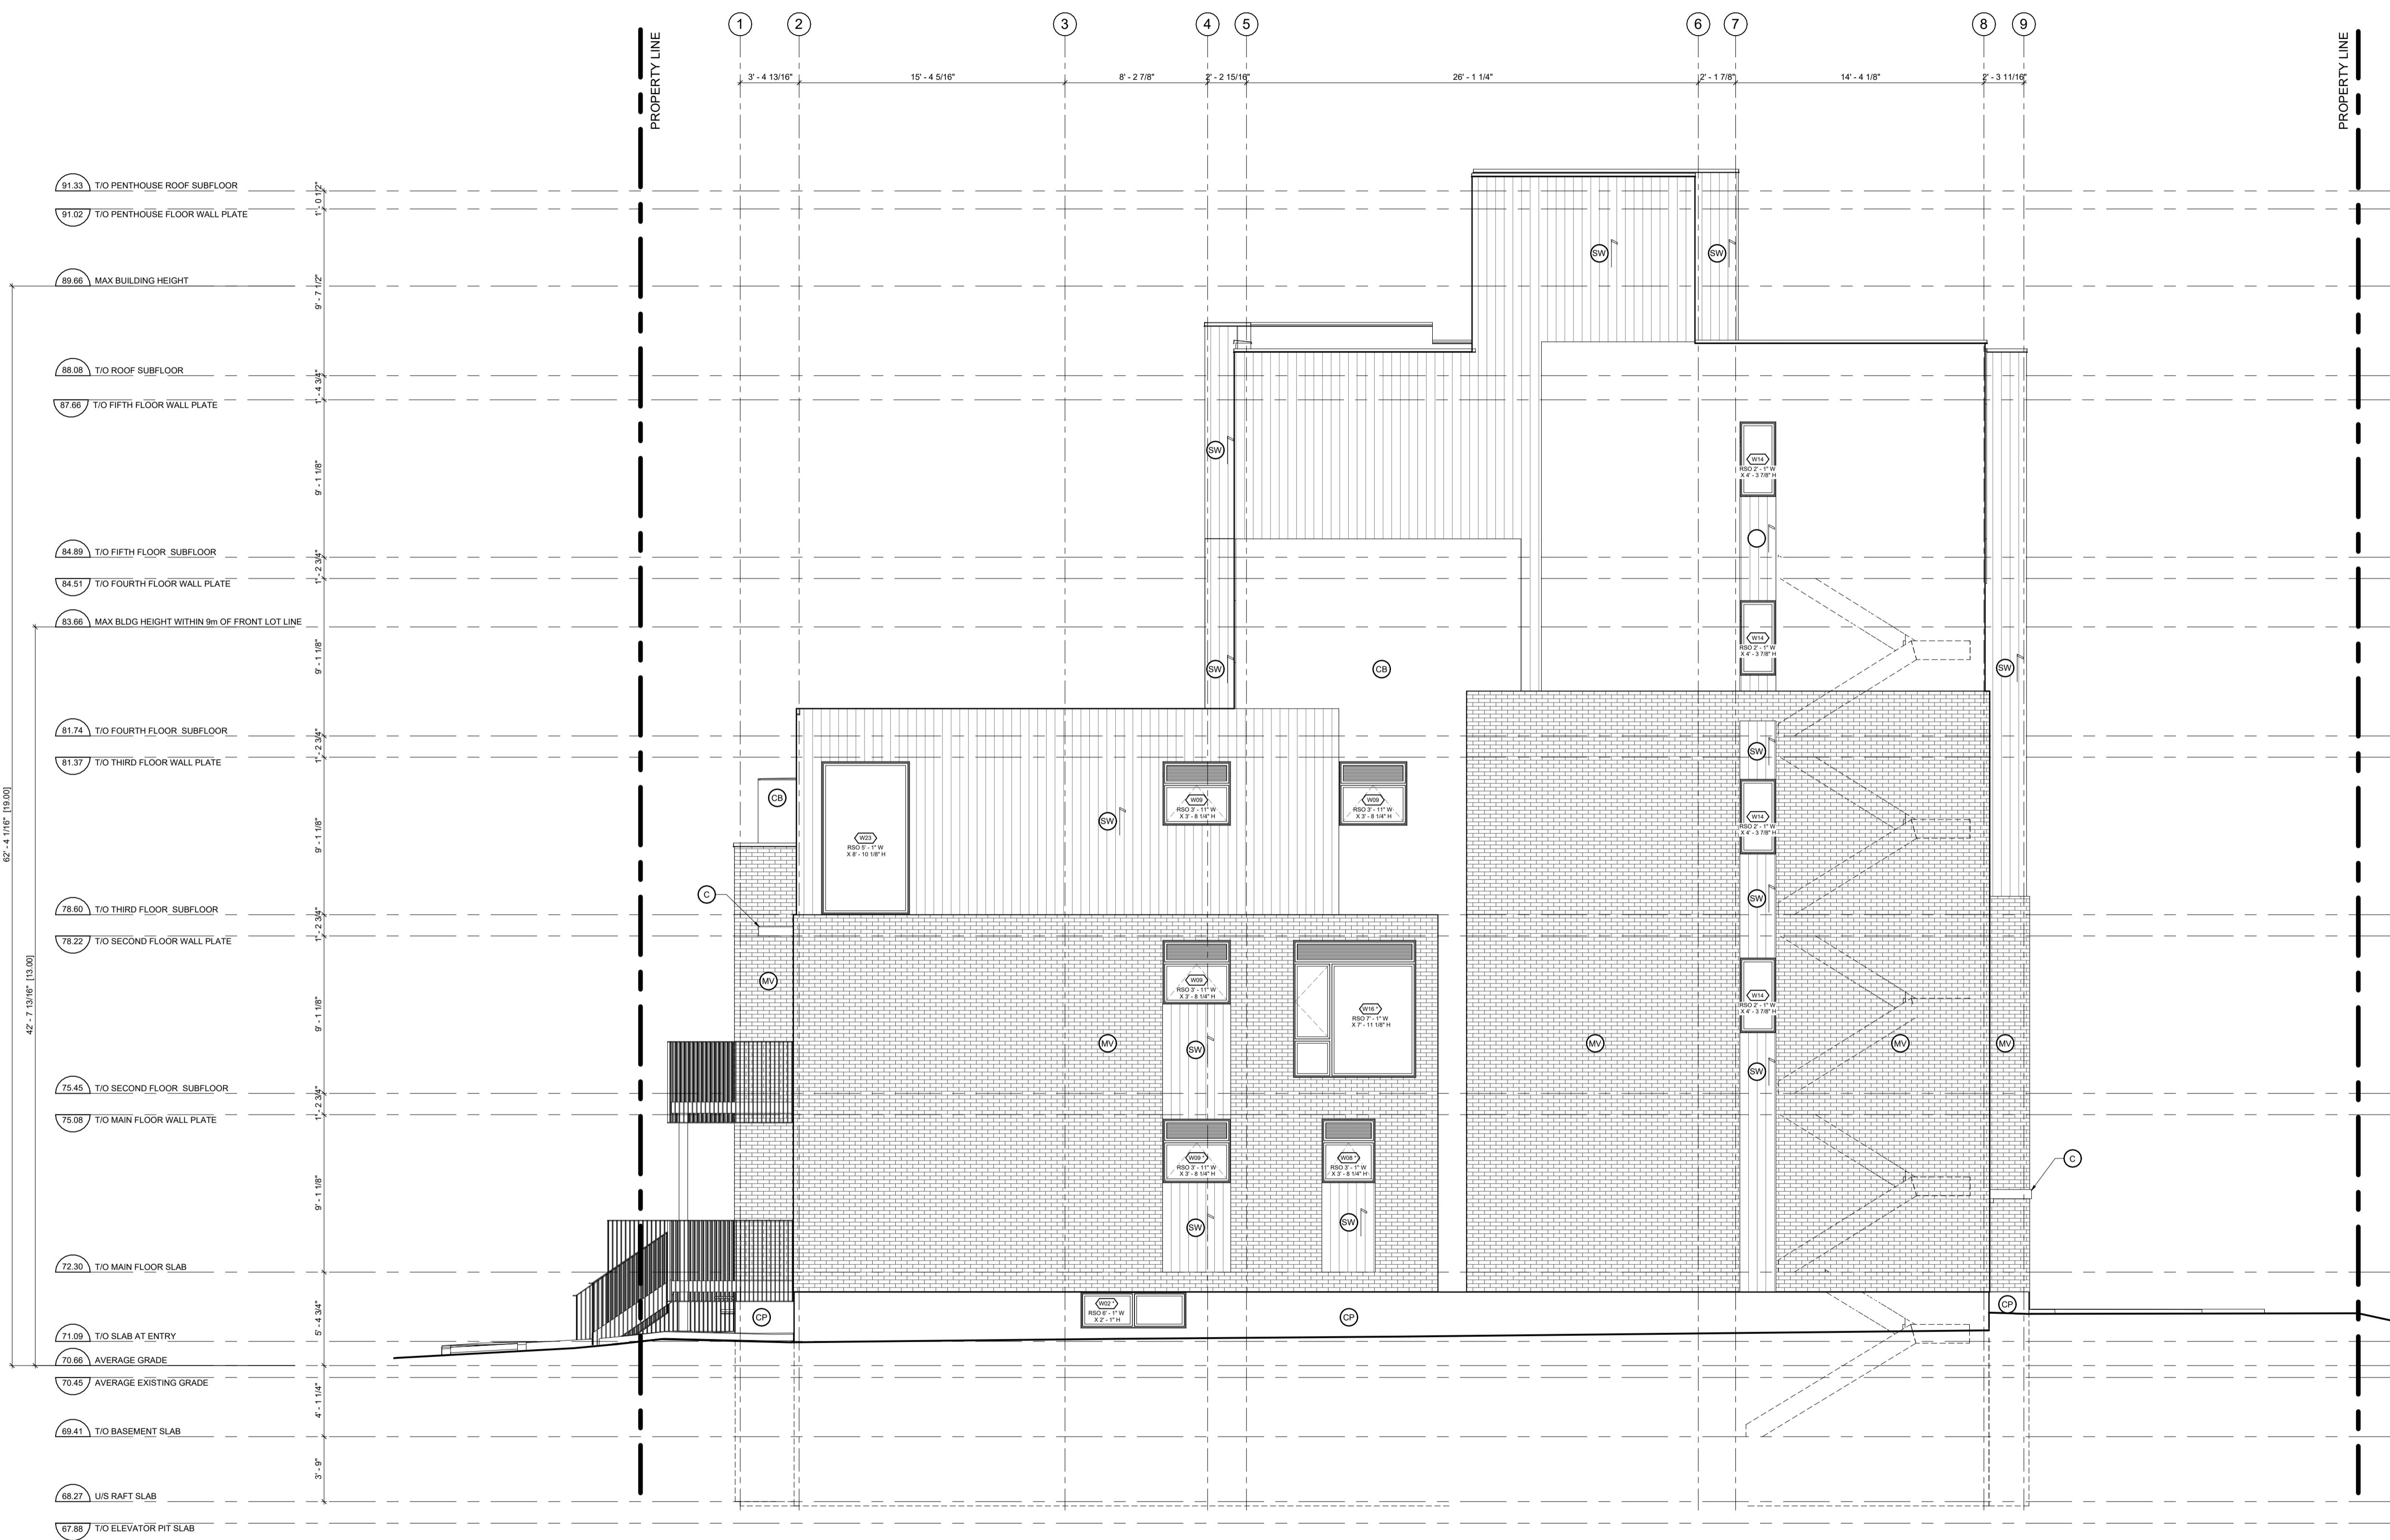 1 2 3 4 5 6 7 8 9
PROPERTY LINE
PROPERTY LINE
3' - 4 13/16" 15' - 4 5/16" 8' - 2 7/8" 2' - 2 15/16" 26' - 1 1/4" 2' - 1 7/8" 14' - 4 1/8" 2' - 3 11/16"
91.33 T/O PENTHOUSE ROOF SUBFLOOR
1' - 0 1/2"
91.02 T/O PENTHOUSE FLOOR WALL PLATE
SW SW
9' - 7 1/2"
89.66 MAX BUILDING HEIGHT
88.08 T/O ROOF SUBFLOOR
1' - 4 3/4"
87.66 T/O FIFTH FLOOR WALL PLATE
SW
W14
RSO 2' - 1" W
X 4' - 3 7/8" H
9' - 1 1/8"
84.89 T/O FIFTH FLOOR SUBFLOOR
1' - 2 3/4"
84.51 T/O FOURTH FLOOR WALL PLATE
83.66 MAX BLDG HEIGHT WITHIN 9m OF FRONT LOT LINE
W14
RSO 2' - 1" W
X 4' - 3 7/8" H
9' - 1 1/8"
SW CB SW
81.74 T/O FOURTH FLOOR SUBFLOOR
1' - 2 3/4"
SW
81.37 T/O THIRD FLOOR WALL PLATE
CB
W09
RSO 3' - 11" W
X 3' - 8 1/4" H
W09
RSO 3' - 11" W
X 3' - 8 1/4" H
SW
W14
RSO 2' - 1" W
X 4' - 3 7/8" H
W23
RSO 5' - 1" W
X 8' - 10 1/8" H
9' - 1 1/8"
62' - 4 1/16" [19.00]
C
SW
78.60 T/O THIRD FLOOR SUBFLOOR
1' - 2 3/4"
78.22 T/O SECOND FLOOR WALL PLATE
MV
W09
RSO 3' - 11" W
X 3' - 8 1/4" H
W16 *
RSO 7' - 1" W
X 7' - 11 1/8" H
W14
RSO 2' - 1" W
X 4' - 3 7/8" H
42' - 7 13/16" [13.00]
9' - 1 1/8"
MV SW MV MV MV
SW
75.45 T/O SECOND FLOOR SUBFLOOR
1' - 2 3/4"
75.08 T/O MAIN FLOOR WALL PLATE
W09 *
RSO 3' - 11" W
X 3' - 8 1/4" H
W08 *
RSO 3' - 1" W
X 3' - 8 1/4" H
C
9' - 1 1/8"
SW SW
72.30 T/O MAIN FLOOR SLAB
CP
W02 *
RSO 6' - 1" W
X 2' - 1" H
CP
CP
5' - 4 3/4"
71.09 T/O SLAB AT ENTRY
70.66 AVERAGE GRADE
70.45 AVERAGE EXISTING GRADE
4' - 1 1/4"
69.41 T/O BASEMENT SLAB
3' - 9"
68.27 U/S RAFT SLAB
67.88 T/O ELEVATOR PIT SLAB